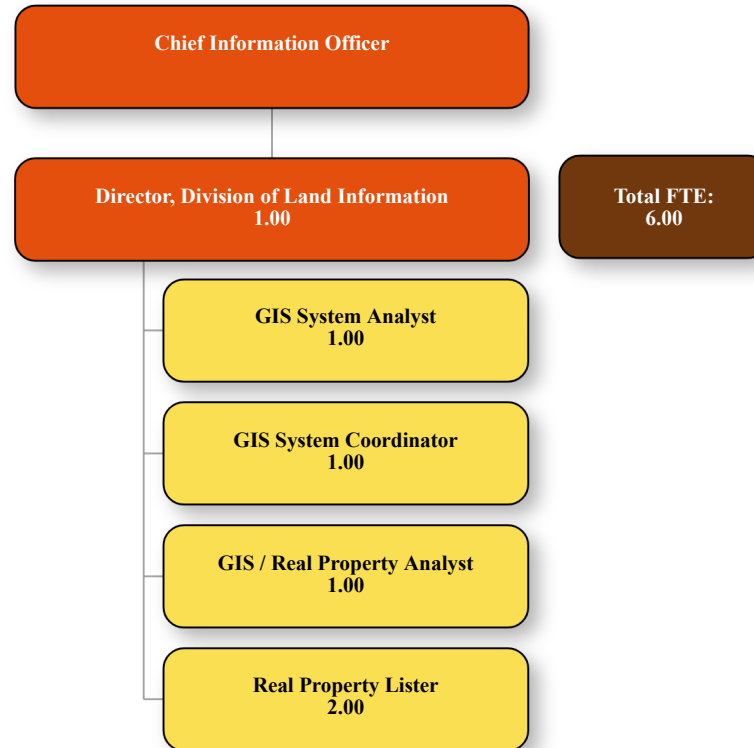 Chief Information Officer
Director, Division of Land Information
1.00
Total FTE:
6.00
GIS System Analyst
1.00
GIS System Coordinator
1.00
GIS / Real Property Analyst
1.00
Real Property Lister
2.00